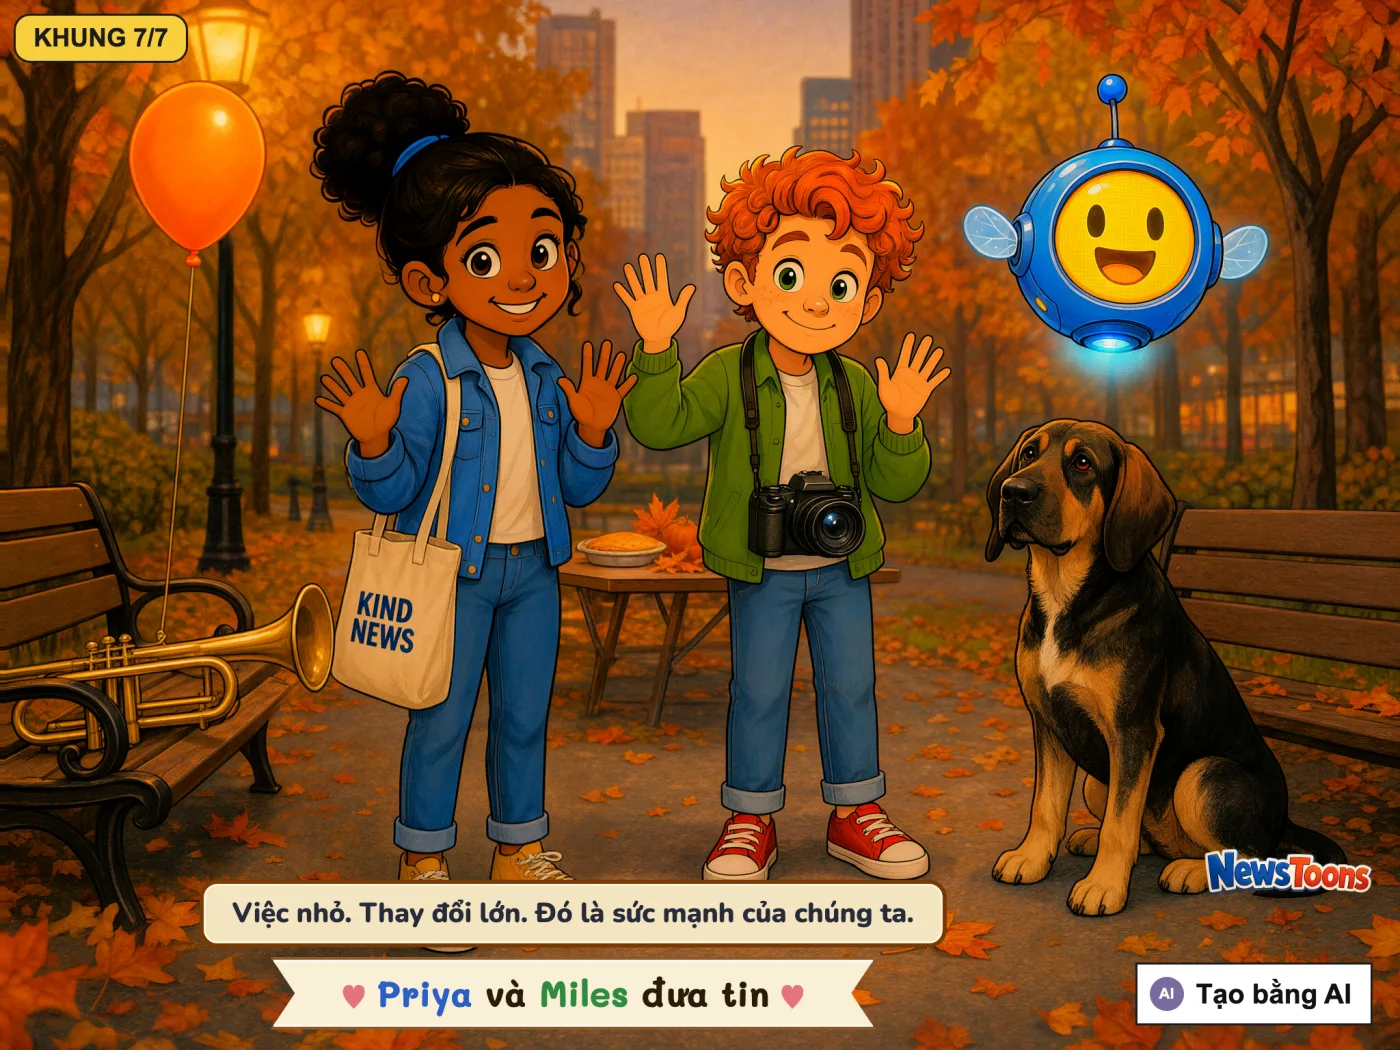 KHUNG 7/7
KIND
NEWS
NEWSTOONS
Việc nhỏ. Thay đổi lớn. Đó là sức mạnh của chúng ta.
Priya và Miles đưa tin
AI Tạo bằng AI